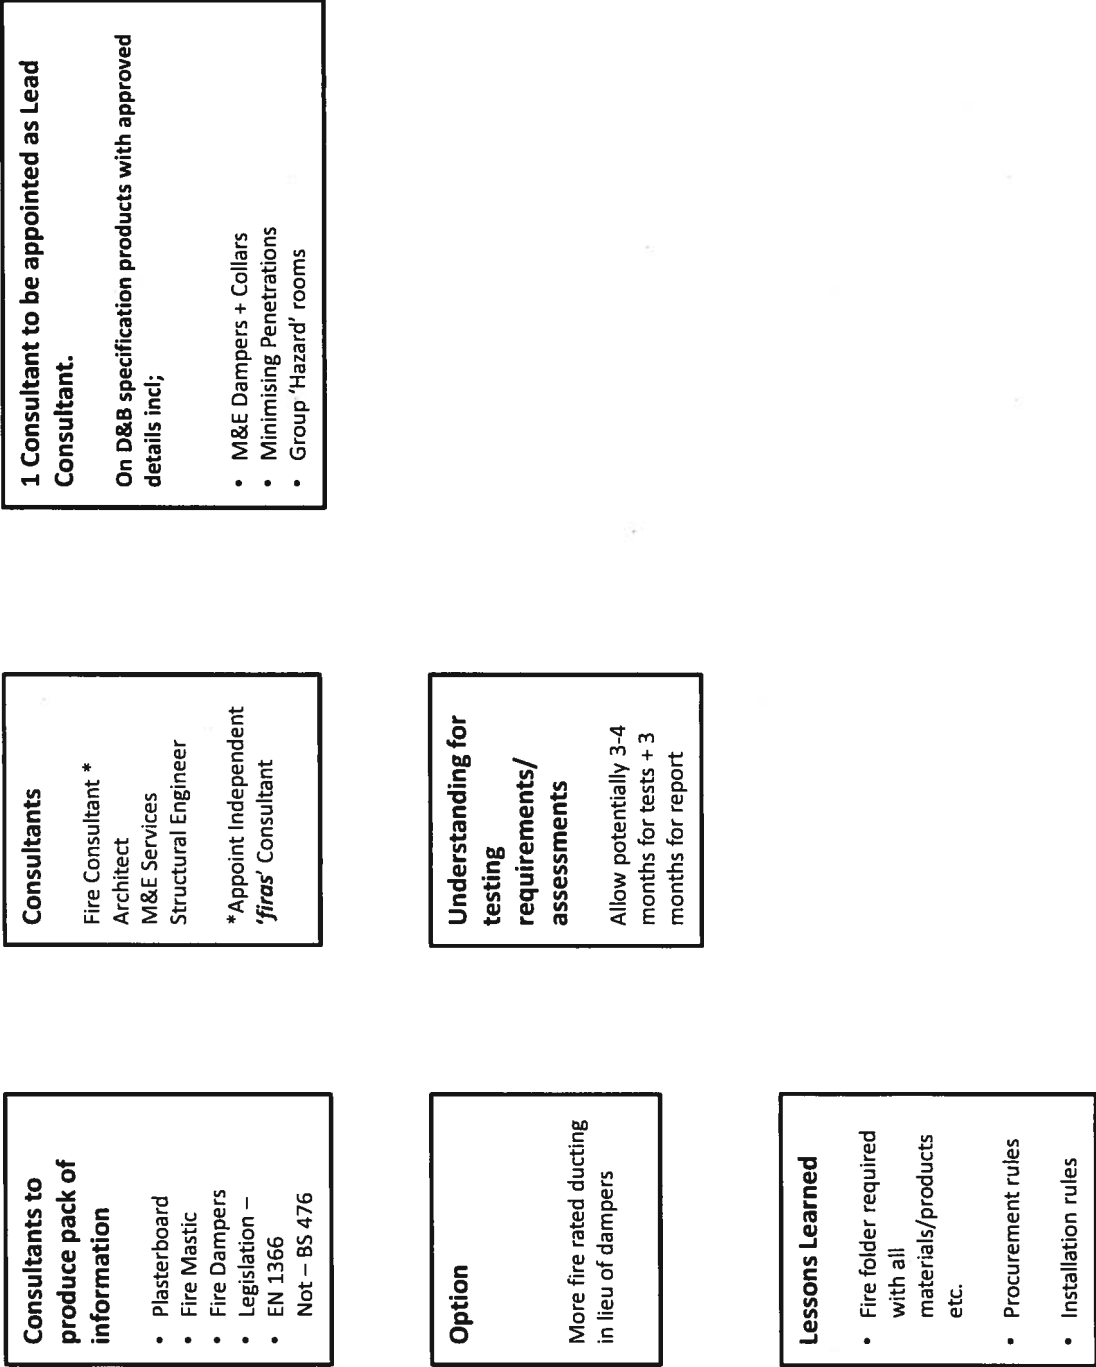 Consultants to
produce pack of
information
• Plasterboard
• Fire Mastic
• Fire Dampers
• Legislation –
• EN 1366
Not – BS 476
Consultants
Fire Consultant *
Architect
M&E Services
Structural Engineer
*Appoint Independent
'firas' Consultant
1 Consultant to be appointed as Lead
Consultant.
On D&B specification products with approved
details incl;
• M&E Dampers + Collars
• Minimising Penetrations
• Group 'Hazard' rooms
Option
More fire rated ducting
in lieu of dampers
Understanding for
testing
requirements/
assessments
Allow potentially 3-4
months for tests + 3
months for report
Lessons Learned
• Fire folder required
with all
materials/products
etc.
• Procurement rules
• Installation rules